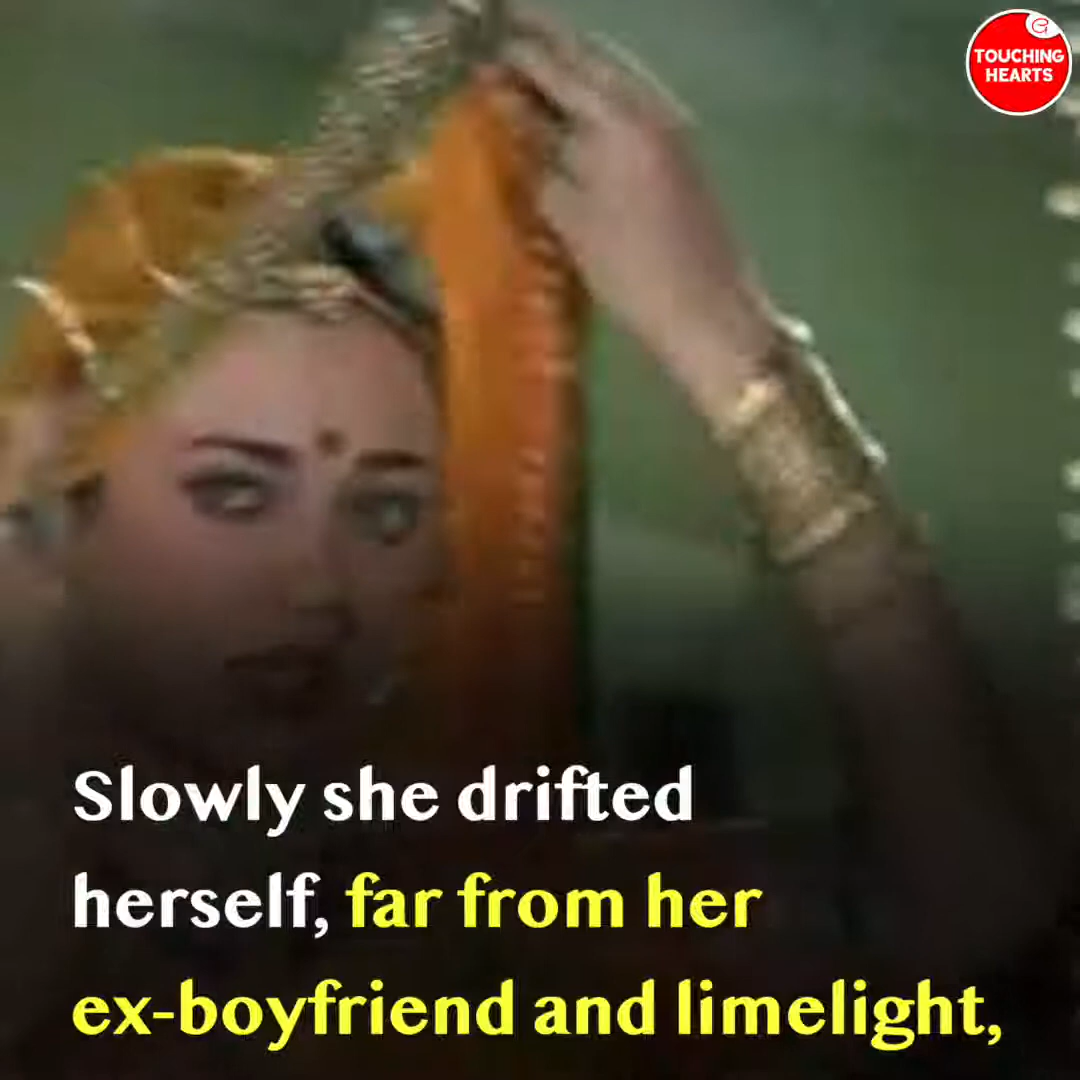 G
TOUCHING
HEARTS
Slowly she drifted
herself, far from her
ex-boyfriend and limelight,